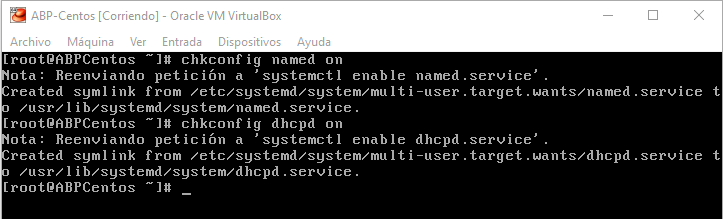 ABP-Centos [Corriendo] - Oracle VM VirtualBox
Archivo Máquina Ver Entrada Dispositivos Ayuda
[root@ABPCentos ~]# chkconfig named on
Nota: Reenviando petición a 'systemctl enable named.service'.
Created symlink from /etc/systemd/system/multi-user.target.wants/named.service t
o /usr/lib/systemd/system/named.service.
[root@ABPCentos ~]# chkconfig dhcpd on
Nota: Reenviando petición a 'systemctl enable dhcpd.service'.
Created symlink from /etc/systemd/system/multi-user.target.wants/dhcpd.service t
o /usr/lib/systemd/system/dhcpd.service.
[root@ABPCentos ~]# _